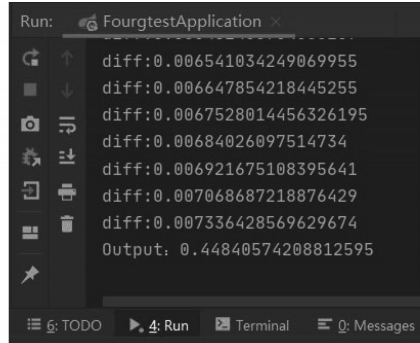 Run: FourgtestApplication ×
diff:0.006541034249069955
diff:0.006647854218445255
diff:0.0067528014456326195
diff:0.00684026097514734
diff:0.006921675108395641
diff:0.007068687218876429
diff:0.007336428569629674
Output：0.44840574208812595
6: TODO 4: Run Terminal 0: Messages